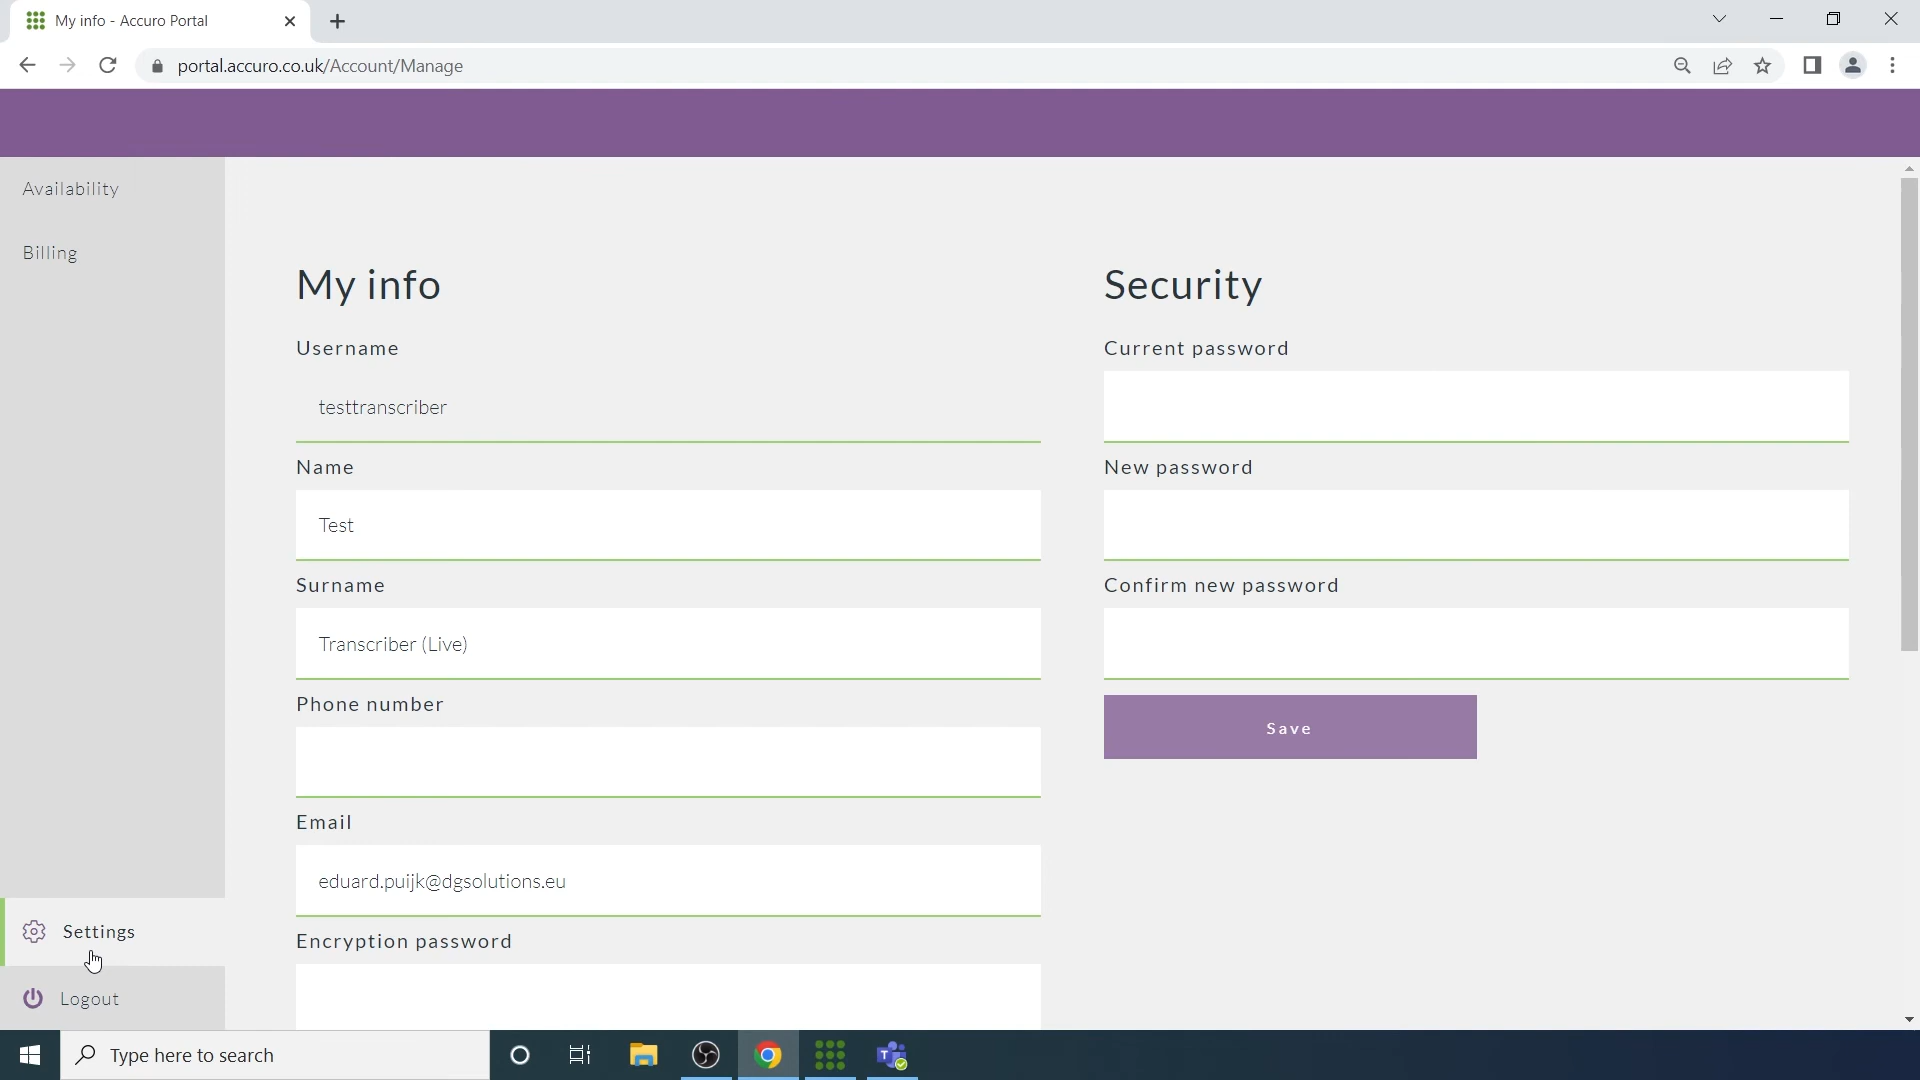 My info - Accuro Portal
portal.accuro.co.uk/Account/Manage
Availability
Billing
My info
Username
testtranscriber
Name
Test
Surname
Transcriber (Live)
Phone number
Email
eduard.puijk@dgsolutions.eu
Encryption password
Security
Current password
New password
Confirm new password
Save
Settings
Logout
Type here to search